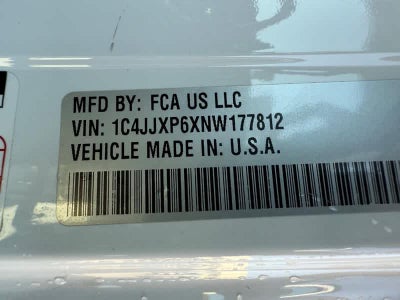 MFD BY: FCA US LLC
VIN: 1C4JJXP6XNW177812
VEHICLE MADE IN: U.S.A.